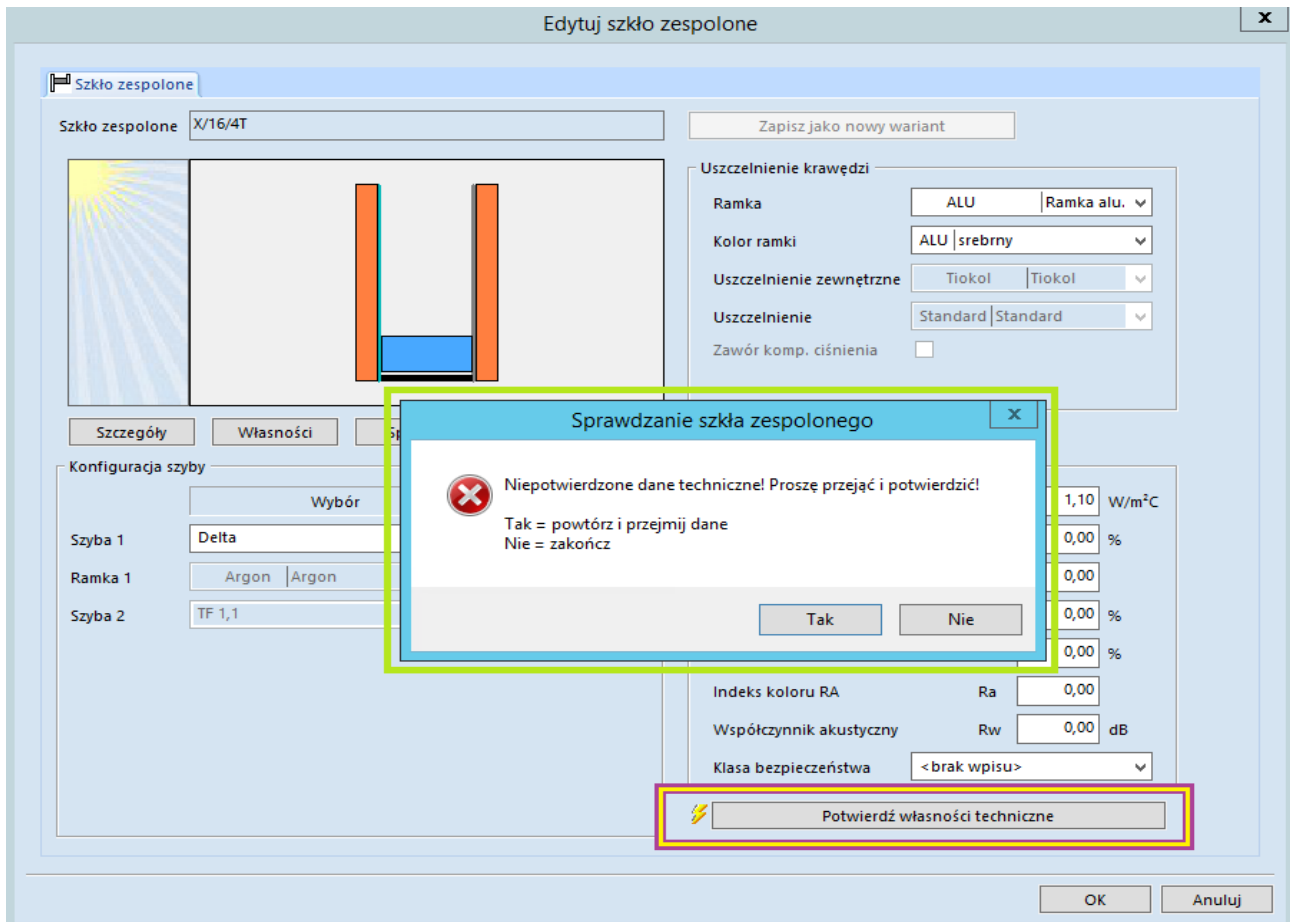 Edytuj szkło zespolone
x
Szkło zespolone
Szkło zespolone X/16/4T
Zapisz jako nowy wariant
Uszczelnienie krawędzi
Ramka ALU Ramka alu.
Kolor ramki ALU srebrny
Uszczelnienie zewnętrzne Tiokol Tiokol
Uszczelnienie Standard Standard
Zawór komp. ciśnienia
Szczegóły Własności
Konfiguracja szyby
Wybór
Szyba 1 Delta
Ramka 1 Argon Argon
Szyba 2 TF 1,1
Sprawdzanie szkła zespolonego
x
Niepotwierdzone dane techniczne! Proszę przejąć i potwierdzić!
Tak = powtórz i przejmij dane
Nie = zakończ
Tak Nie
1,10 W/m²C
0,00 %
0,00
0,00 %
0,00 %
Indeks koloru RA Ra 0,00
Współczynnik akustyczny Rw 0,00 dB
Klasa bezpieczeństwa <brak wpisu>
Potwierdź własności techniczne
OK Anuluj